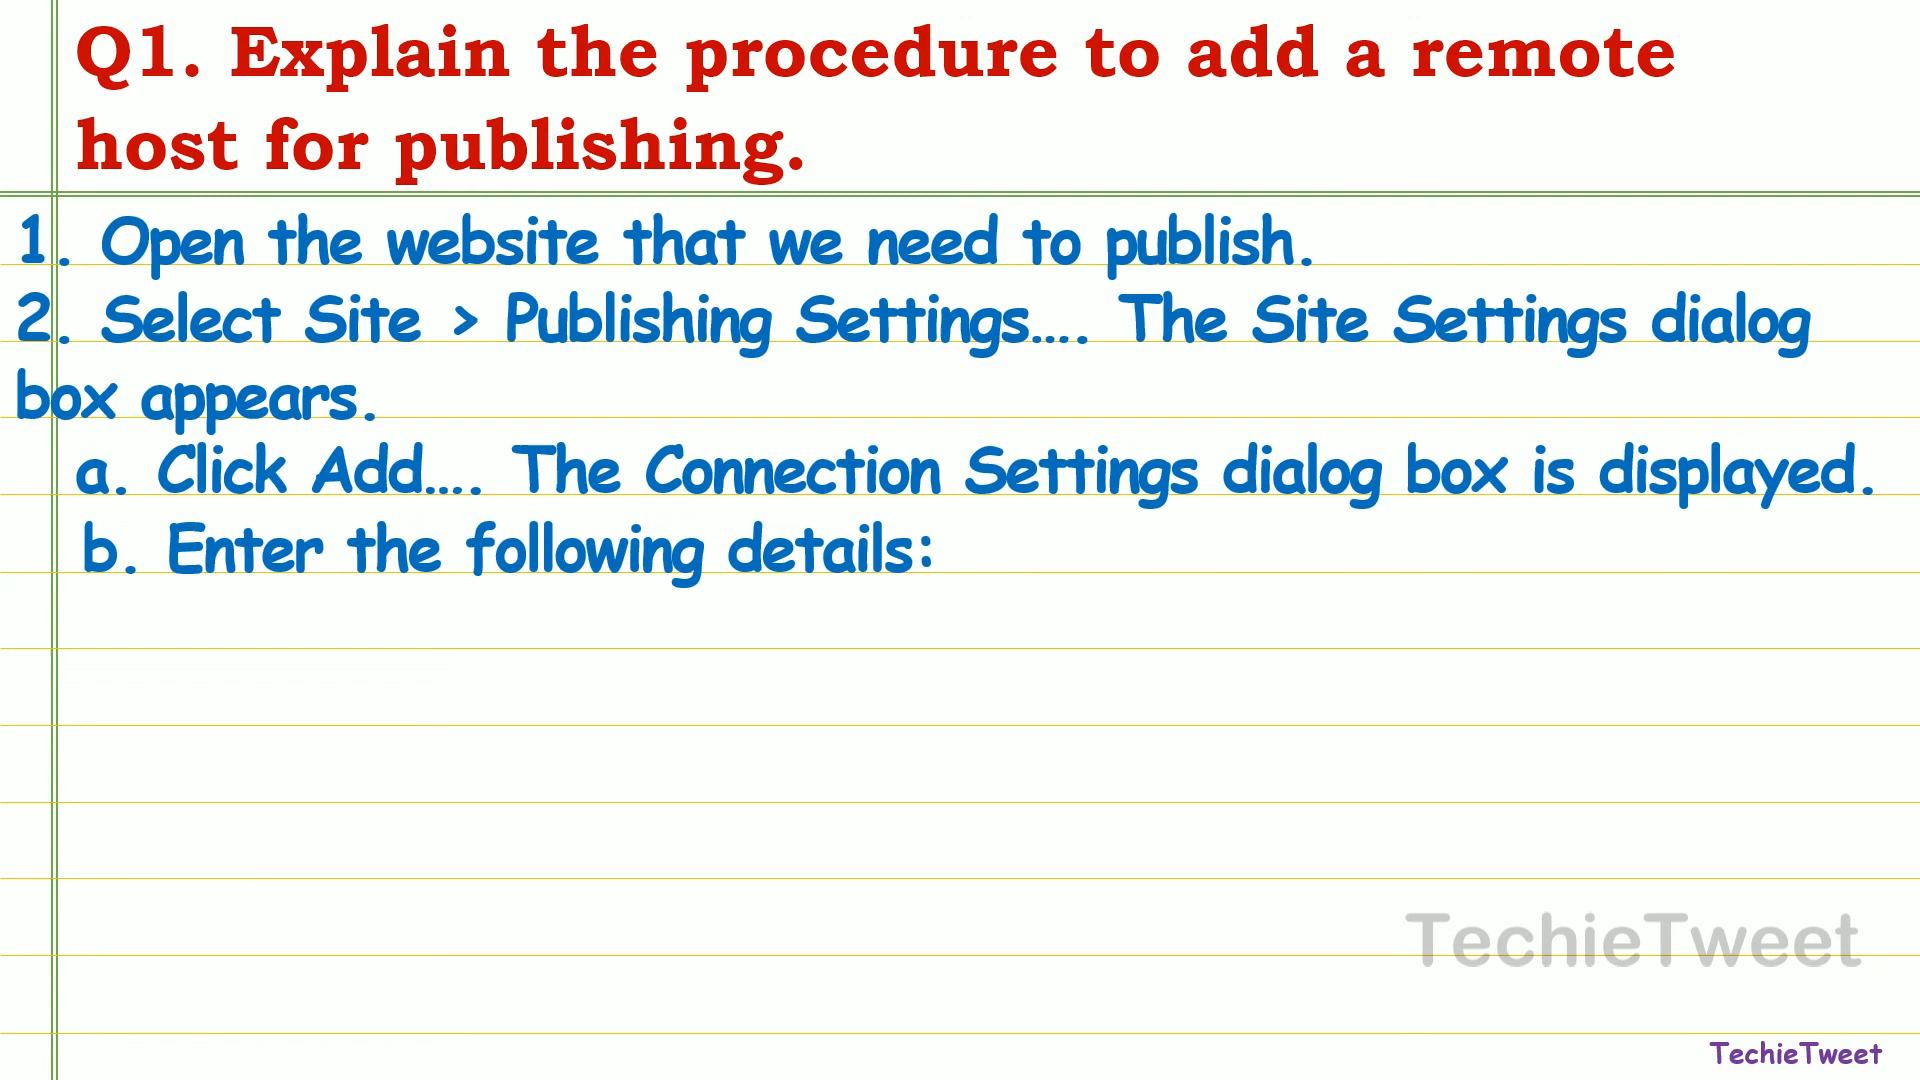 Q1. Explain the procedure to add a remote
host for publishing.
1. Open the website that we need to publish.
2. Select Site > Publishing Settings.... The Site Settings dialog
box appears.
a. Click Add.... The Connection Settings dialog box is displayed.
b. Enter the following details:
TechieTweet
TechieTweet